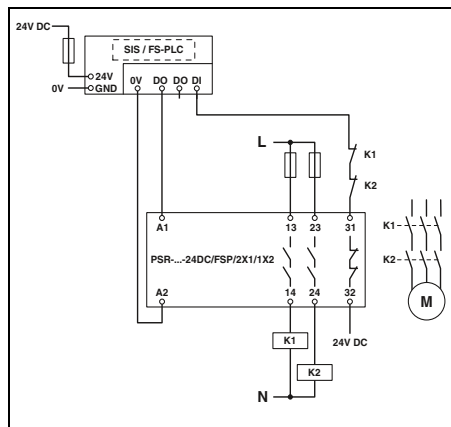 24V DC
SIS / FS-PLC
24V
0V
GND
0V DO DO DI
L
K1
K2
A1 13 23 31
PSR-...-24DC/FSP/2X1/1X2
A2 14 24 32
K1
K2
24V DC
N
K1
K2
M